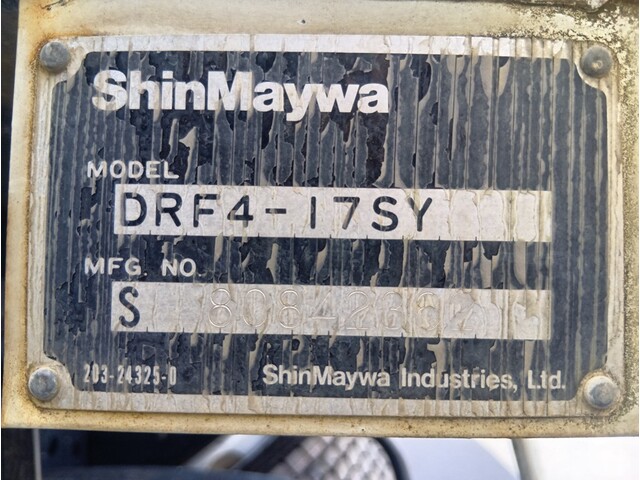 ShinMaywa
MODEL
DRF4-17SY
MFG. NO.
S
203-24325-0
ShinMaywa Industries, Ltd.